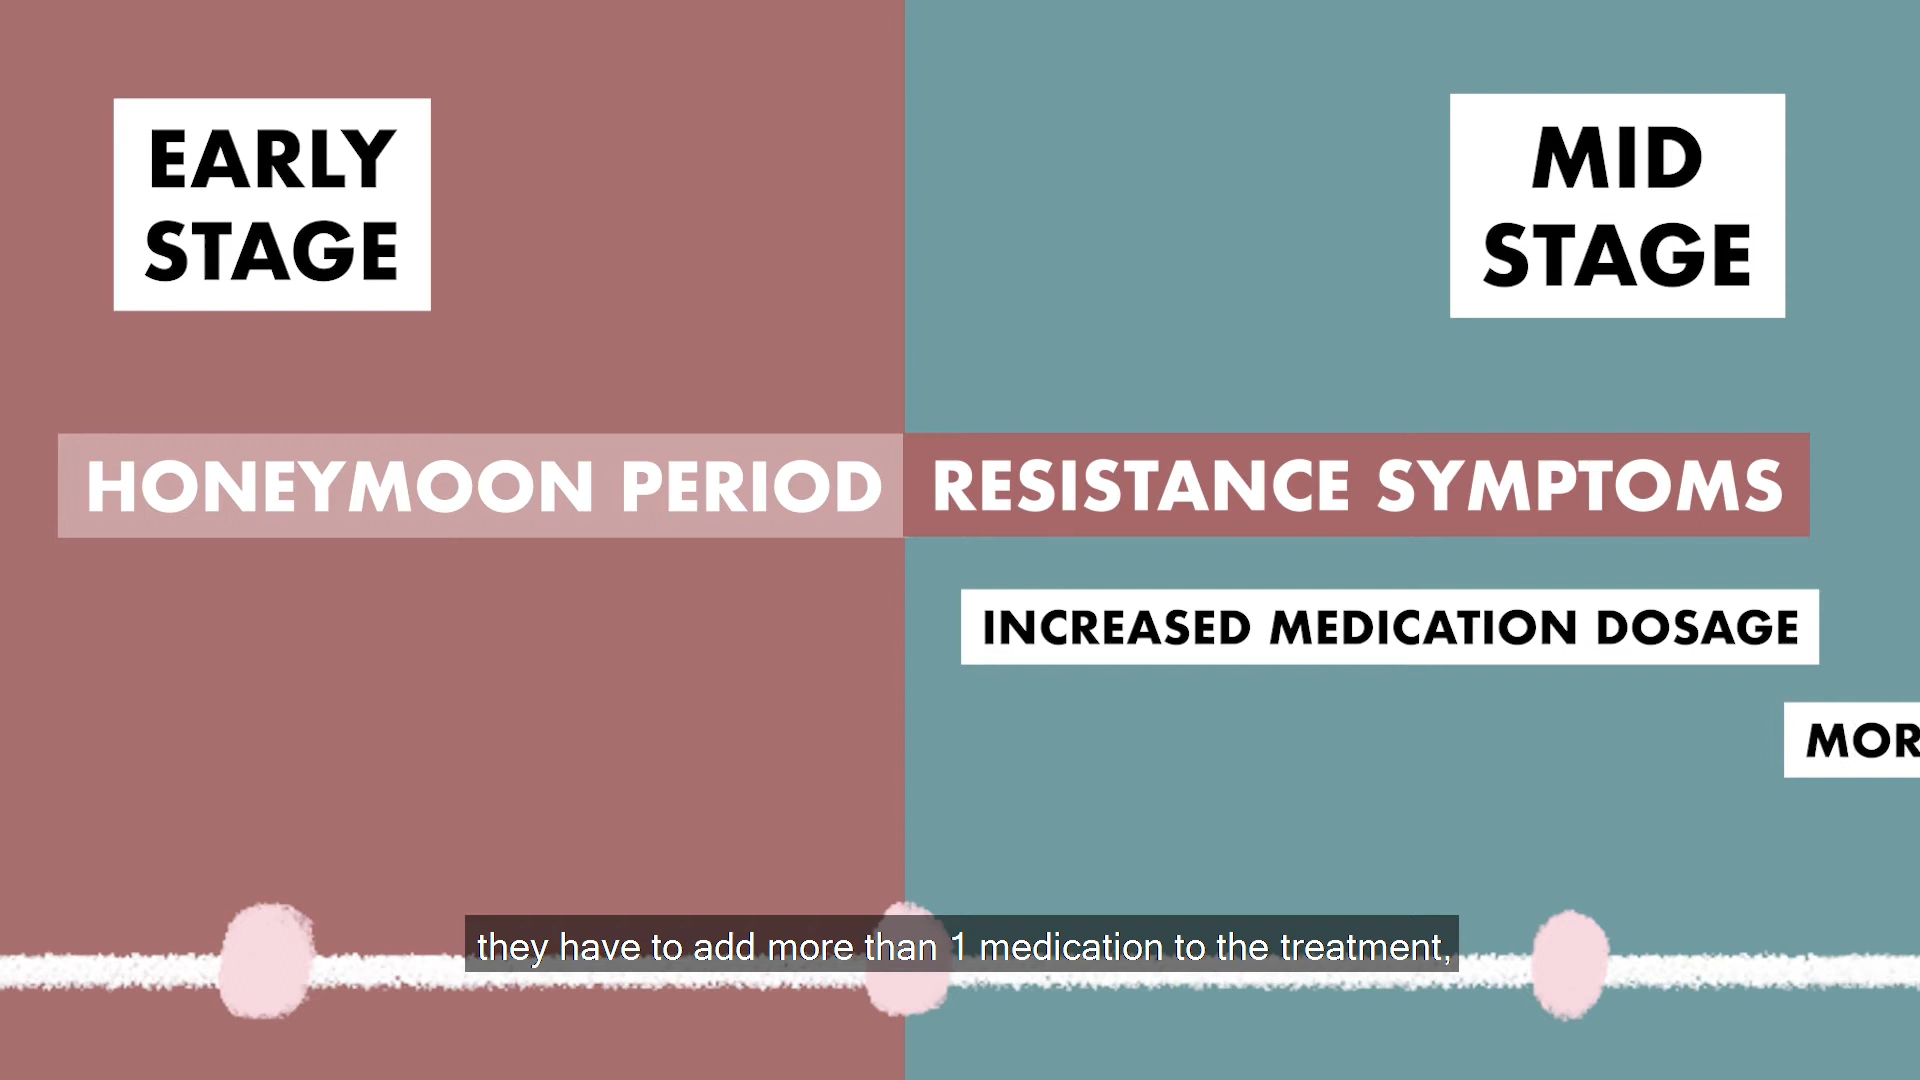 EARLY
STAGE
MID
STAGE
HONEYMOON PERIOD
RESISTANCE SYMPTOMS
INCREASED MEDICATION DOSAGE
MOR
they have to add more than 1 medication to the treatment,